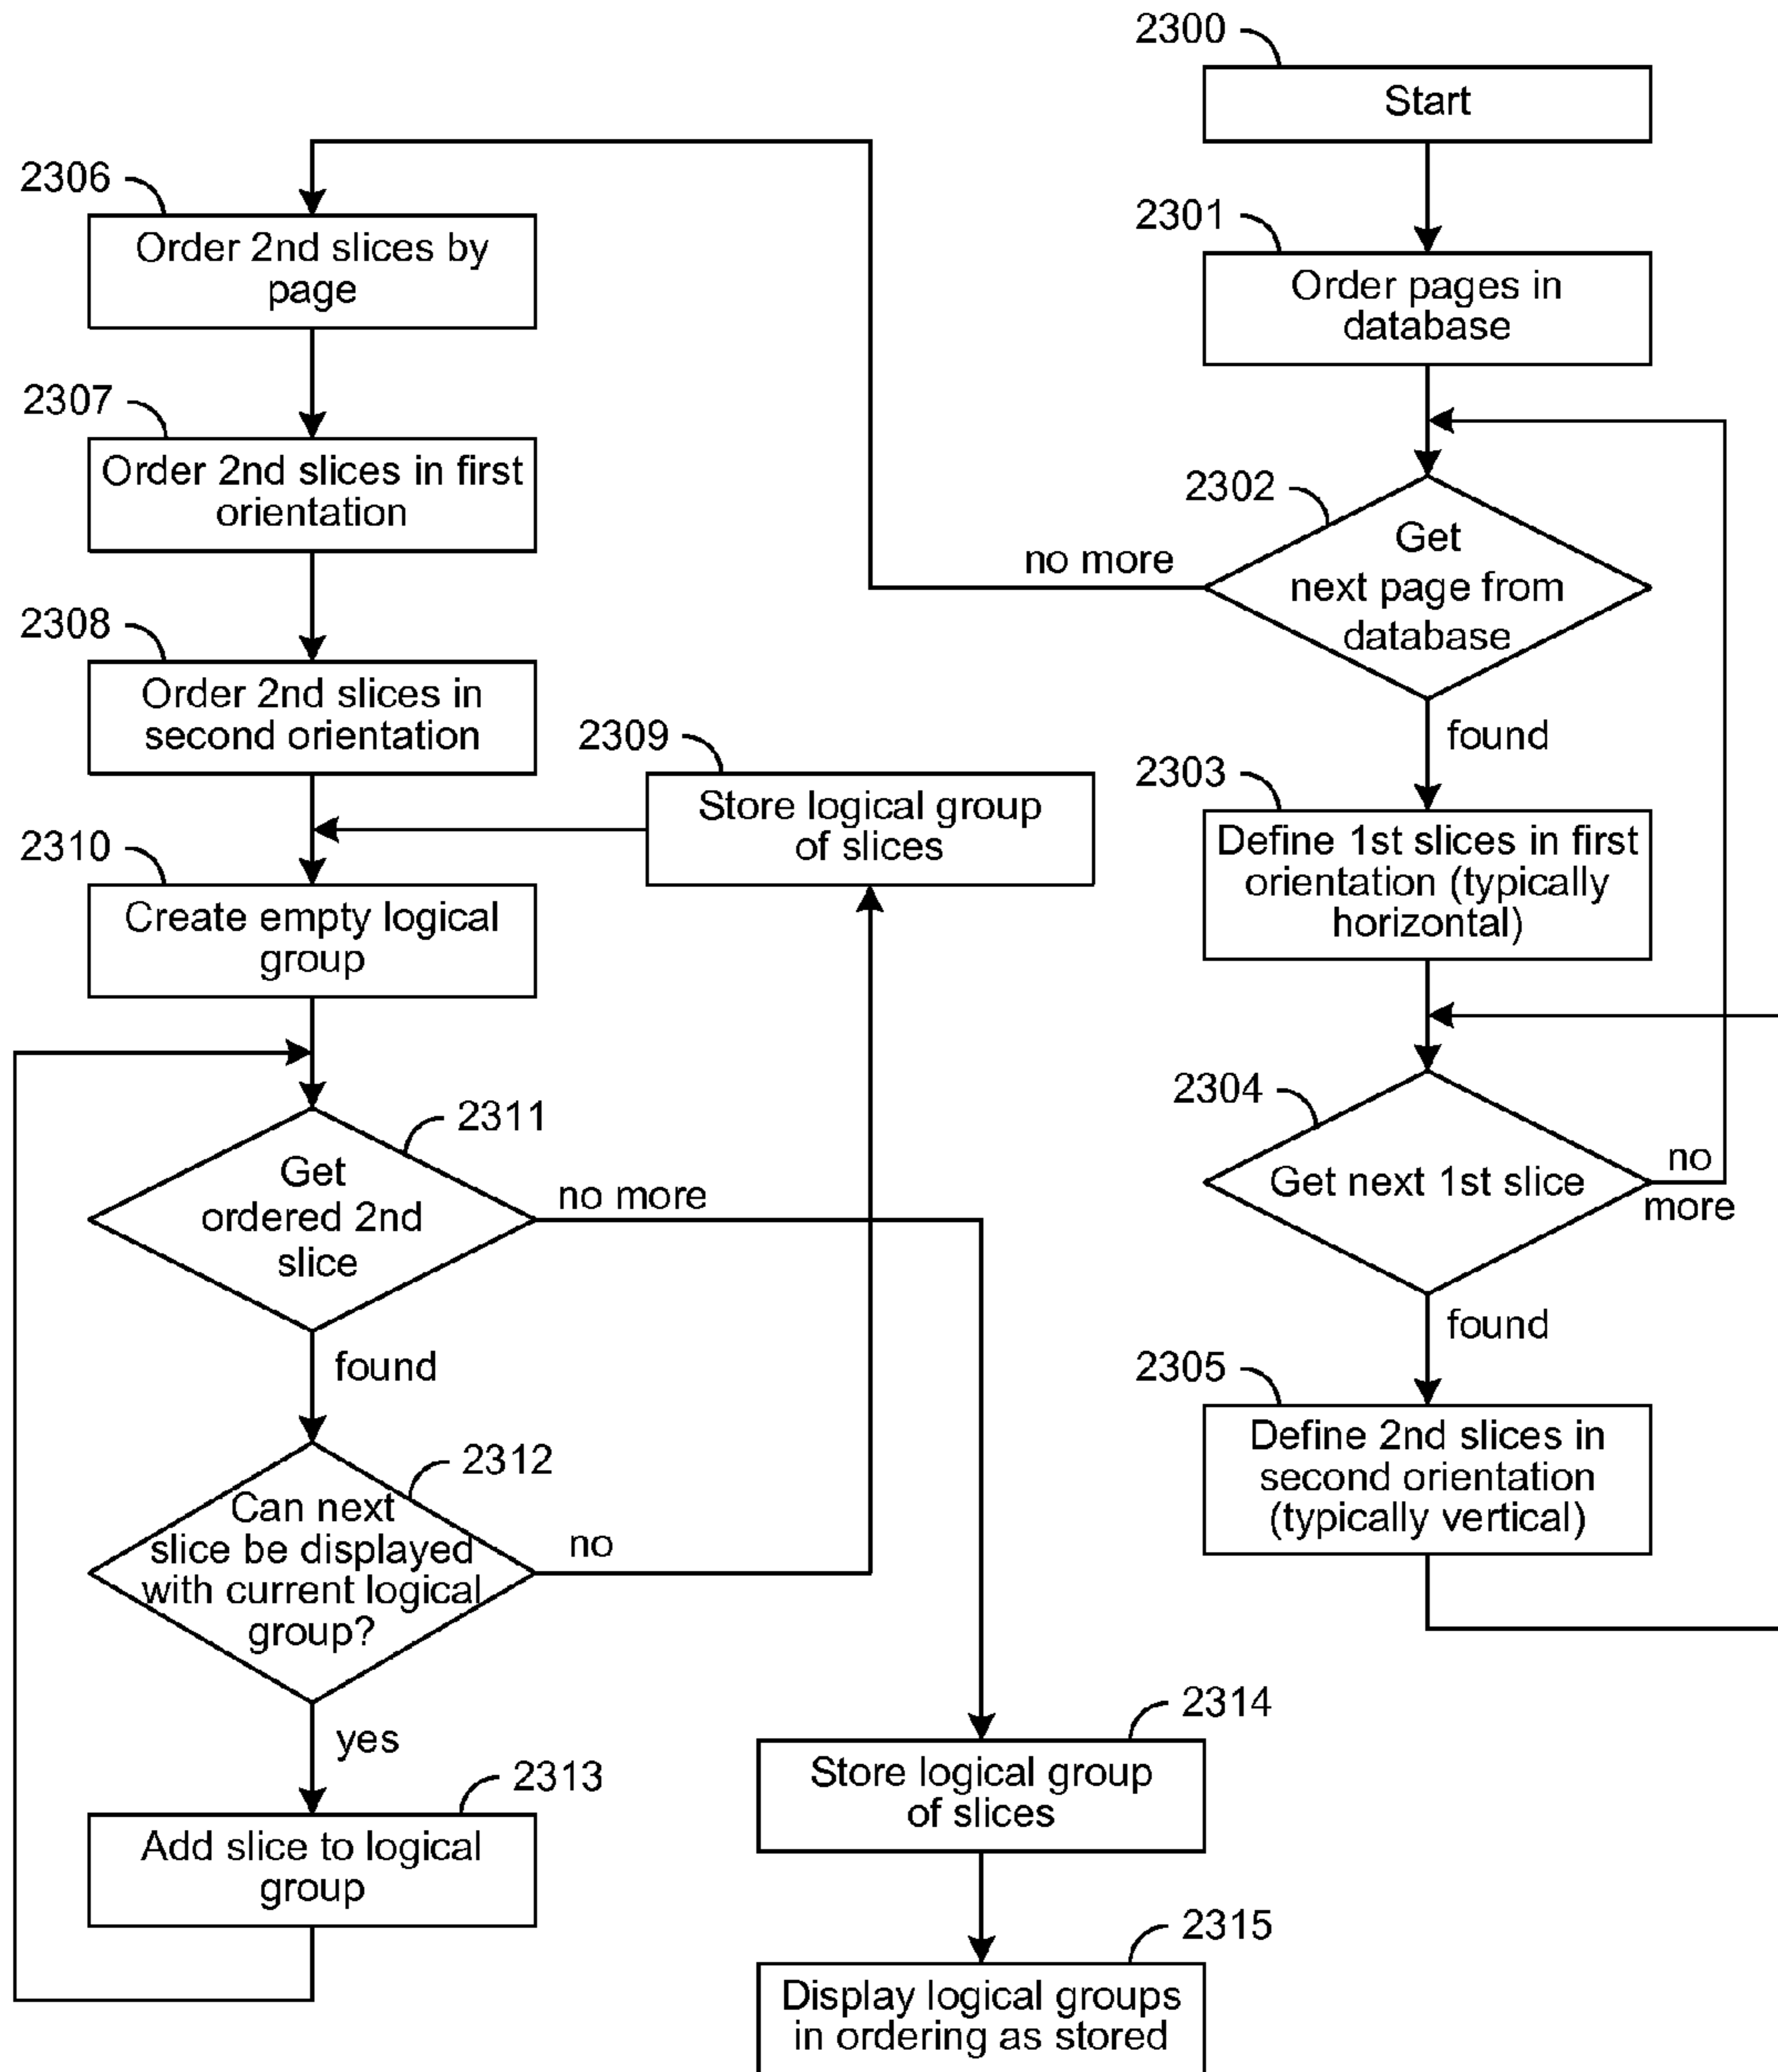 2300
Start
2301
Order pages in
database
2302
Get
next page from
database
no more
found
2303
Define 1st slices in first
orientation (typically
horizontal)
2304
Get next 1st slice
no
more
found
2305
Define 2nd slices in
second orientation
(typically vertical)
2306
Order 2nd slices by
page
2307
Order 2nd slices in first
orientation
2308
Order 2nd slices in
second orientation
2309
Store logical group
of slices
2310
Create empty logical
group
2311
Get
ordered 2nd
slice
no more
found
2312
Can next
slice be displayed
with current logical
group?
no
yes
2313
Add slice to logical
group
2314
Store logical group
of slices
2315
Display logical groups
in ordering as stored